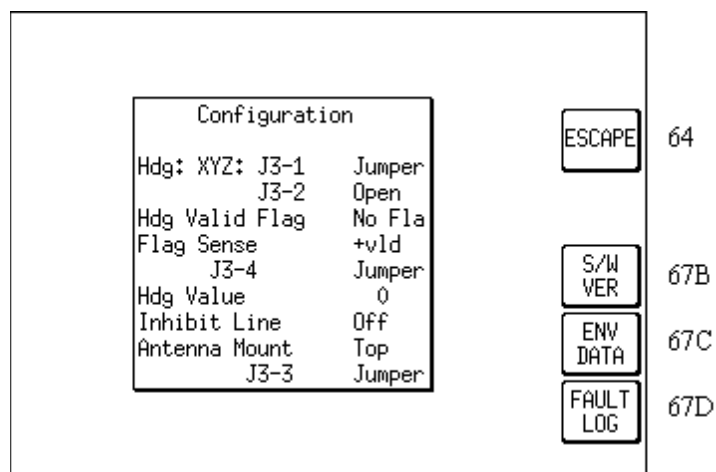 Configuration
Hdg: XYZ: J3-1 Jumper
J3-2 Open
Hdg Valid Flag No Fla
Flag Sense +vld
J3-4 Jumper
Hdg Value 0
Inhibit Line Off
Antenna Mount Top
J3-3 Jumper
ESCAPE 64
S/W
VER 67B
ENV
DATA 67C
FAULT
LOG 67D